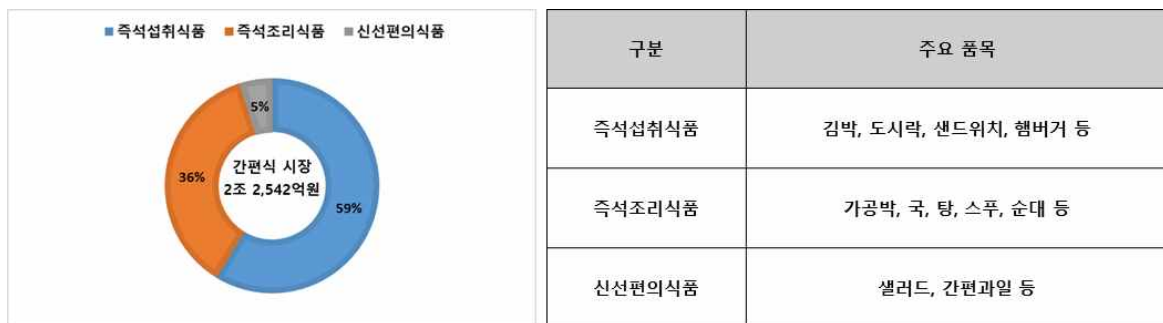 즉석섭취식품 즉석조리식품 신선편의식품
5%
36%
59%
간편식 시장
2조 2,542억원
구분 주요 품목
즉석섭취식품 김박, 도시락, 샌드위치, 햄버거 등
즉석조리식품 가공박, 국, 탕, 스푸, 순대 등
신선편의식품 샐러드, 간편과일 등